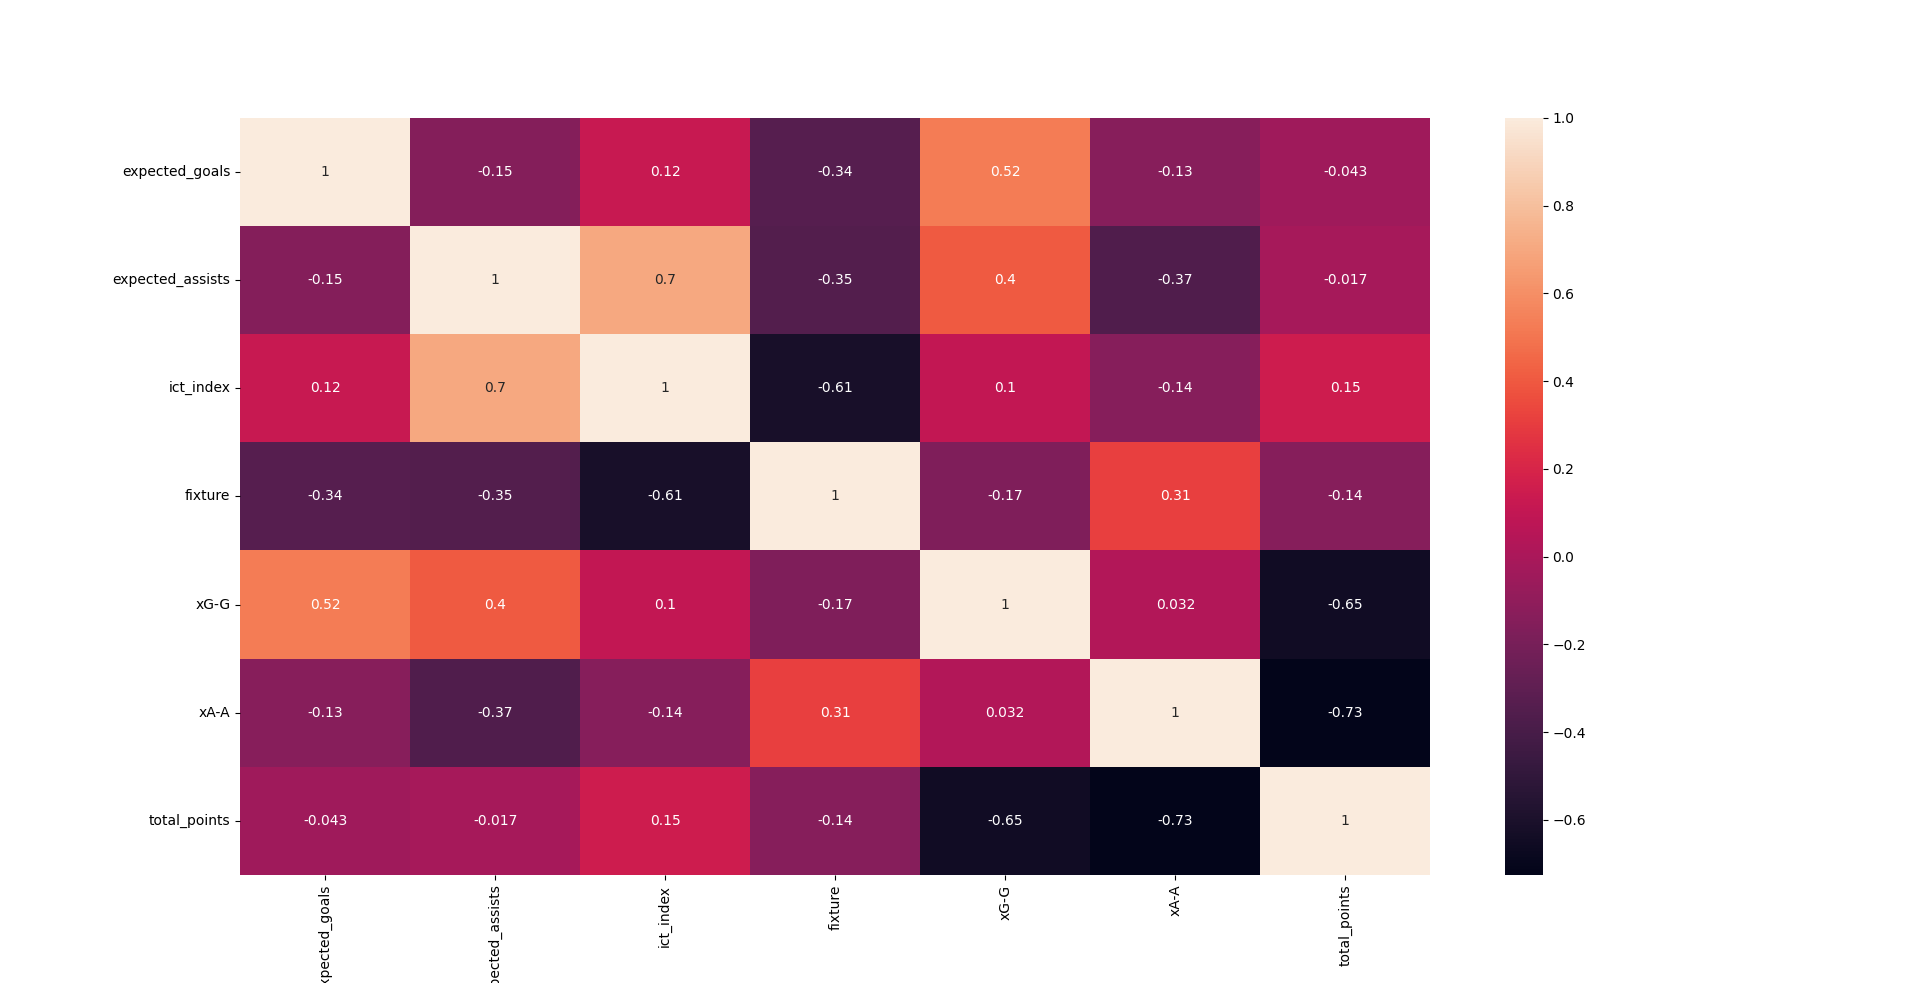 expected_goals 1 -0.15 0.12 -0.34 0.52 -0.13 -0.043
expected_assists -0.15 1 0.7 -0.35 0.4 -0.37 -0.017
ict_index 0.12 0.7 1 -0.61 0.1 -0.14 0.15
fixture -0.34 -0.35 -0.61 1 -0.17 0.31 -0.14
xG-G 0.52 0.4 0.1 -0.17 1 0.032 -0.65
xA-A -0.13 -0.37 -0.14 0.31 0.032 1 -0.73
total_points -0.043 -0.017 0.15 -0.14 -0.65 -0.73 1
xpected_goals
pected_assists
ict_index
fixture
xG-G
xA-A
total_points
1.0
0.8
0.6
0.4
0.2
0.0
−0.2
−0.4
−0.6